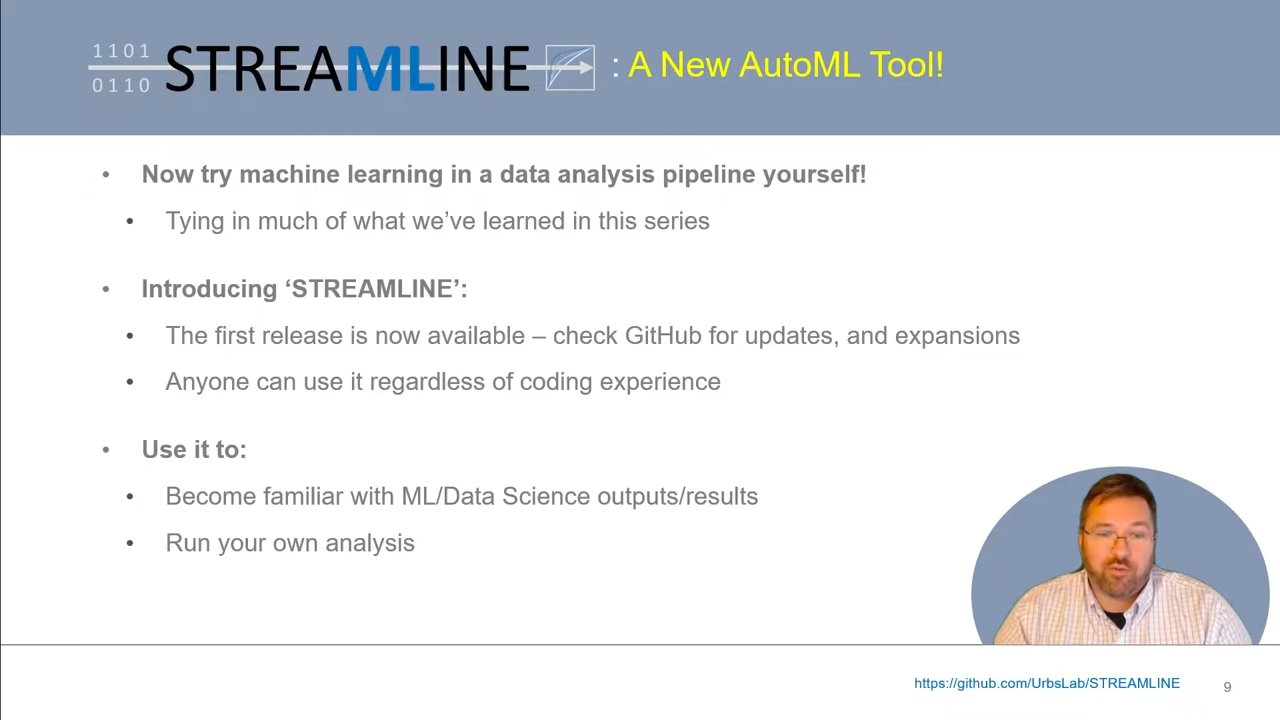 1101
0110
STREAMLINE : A New AutoML Tool!
• Now try machine learning in a data analysis pipeline yourself!
• Tying in much of what we’ve learned in this series
• Introducing ‘STREAMLINE’:
• The first release is now available – check GitHub for updates, and expansions
• Anyone can use it regardless of coding experience
• Use it to:
• Become familiar with ML/Data Science outputs/results
• Run your own analysis
https://github.com/UrbsLab/STREAMLINE
9